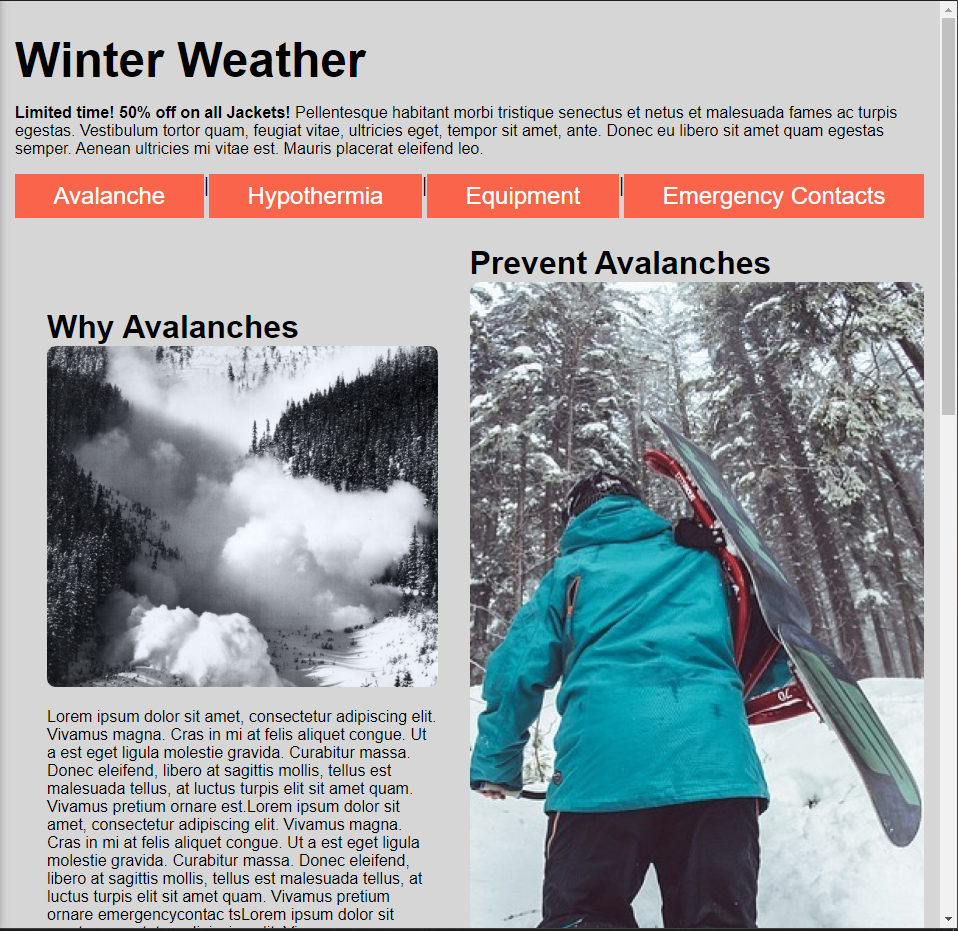 Winter Weather
Limited time! 50% off on all Jackets! Pellentesque habitant morbi tristique senectus et netus et malesuada fames ac turpis
egestas. Vestibulum tortor quam, feugiat vitae, ultricies eget, tempor sit amet, ante. Donec eu libero sit amet quam egestas
semper. Aenean ultricies mi vitae est. Mauris placerat eleifend leo.
Avalanche | Hypothermia | Equipment | Emergency Contacts
Prevent Avalanches
Why Avalanches
Lorem ipsum dolor sit amet, consectetur adipiscing elit.
Vivamus magna. Cras in mi at felis aliquet congue. Ut
a est eget ligula molestie gravida. Curabitur massa.
Donec eleifend, libero at sagittis mollis, tellus est
malesuada tellus, at luctus turpis elit sit amet quam.
Vivamus pretium ornare est.Lorem ipsum dolor sit
amet, consectetur adipiscing elit. Vivamus magna.
Cras in mi at felis aliquet congue. Ut a est eget ligula
molestie gravida. Curabitur massa. Donec eleifend,
libero at sagittis mollis, tellus est malesuada tellus, at
luctus turpis elit sit amet quam. Vivamus pretium
ornare emergencycontac tsLorem ipsum dolor sit